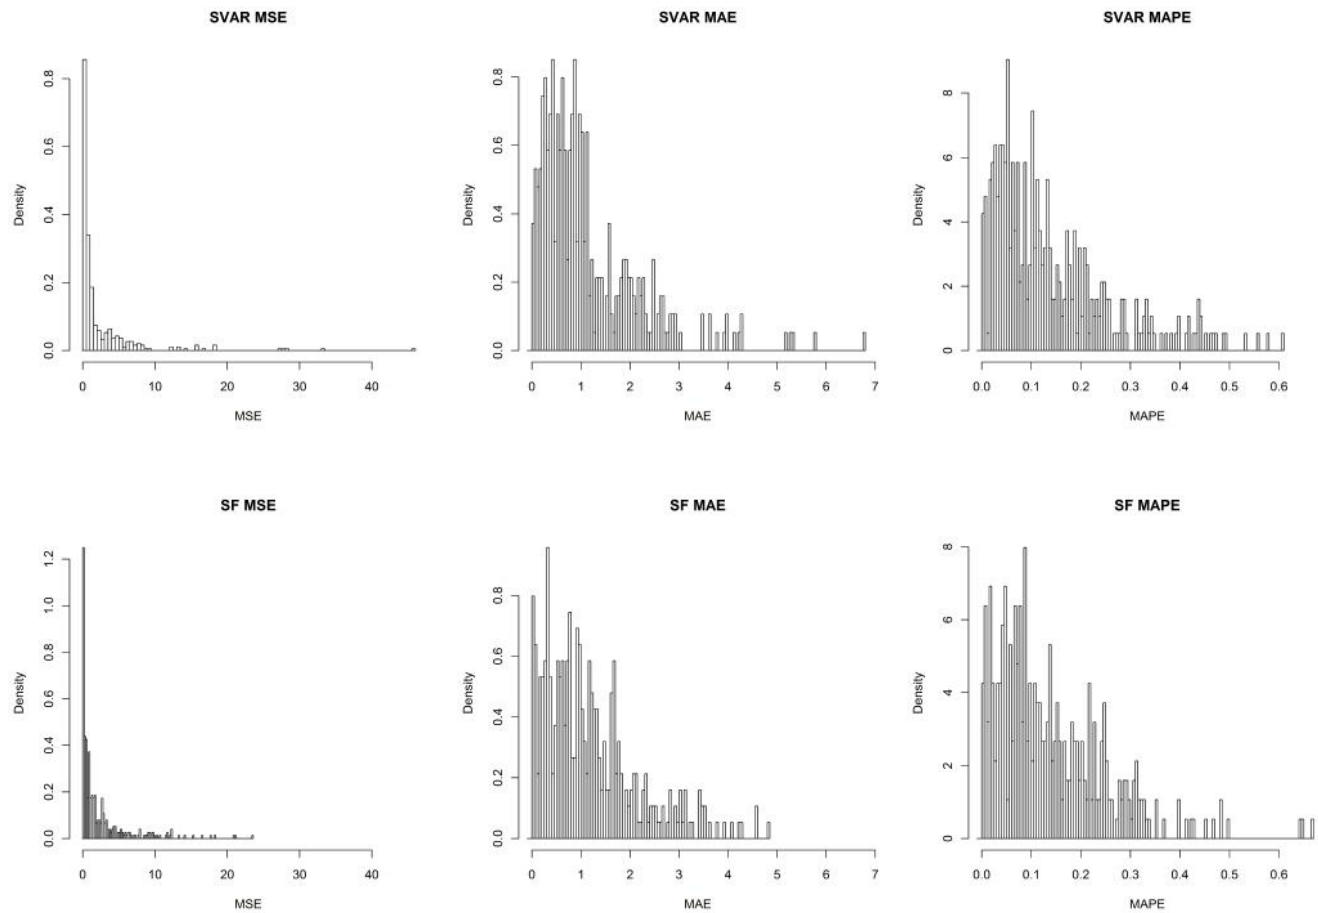 SVAR MSE
Density
0.0 0.2 0.4 0.6 0.8
0 10 20 30 40
MSE
SVAR MAE
Density
0.0 0.2 0.4 0.6 0.8
0 1 2 3 4 5 6 7
MAE
SVAR MAPE
Density
0 2 4 6 8
0.0 0.1 0.2 0.3 0.4 0.5 0.6
MAPE
SF MSE
Density
0.0 0.2 0.4 0.6 0.8 1.0 1.2
0 10 20 30 40
MSE
SF MAE
Density
0.0 0.2 0.4 0.6 0.8
0 1 2 3 4 5 6 7
MAE
SF MAPE
Density
0 2 4 6 8
0.0 0.1 0.2 0.3 0.4 0.5 0.6
MAPE